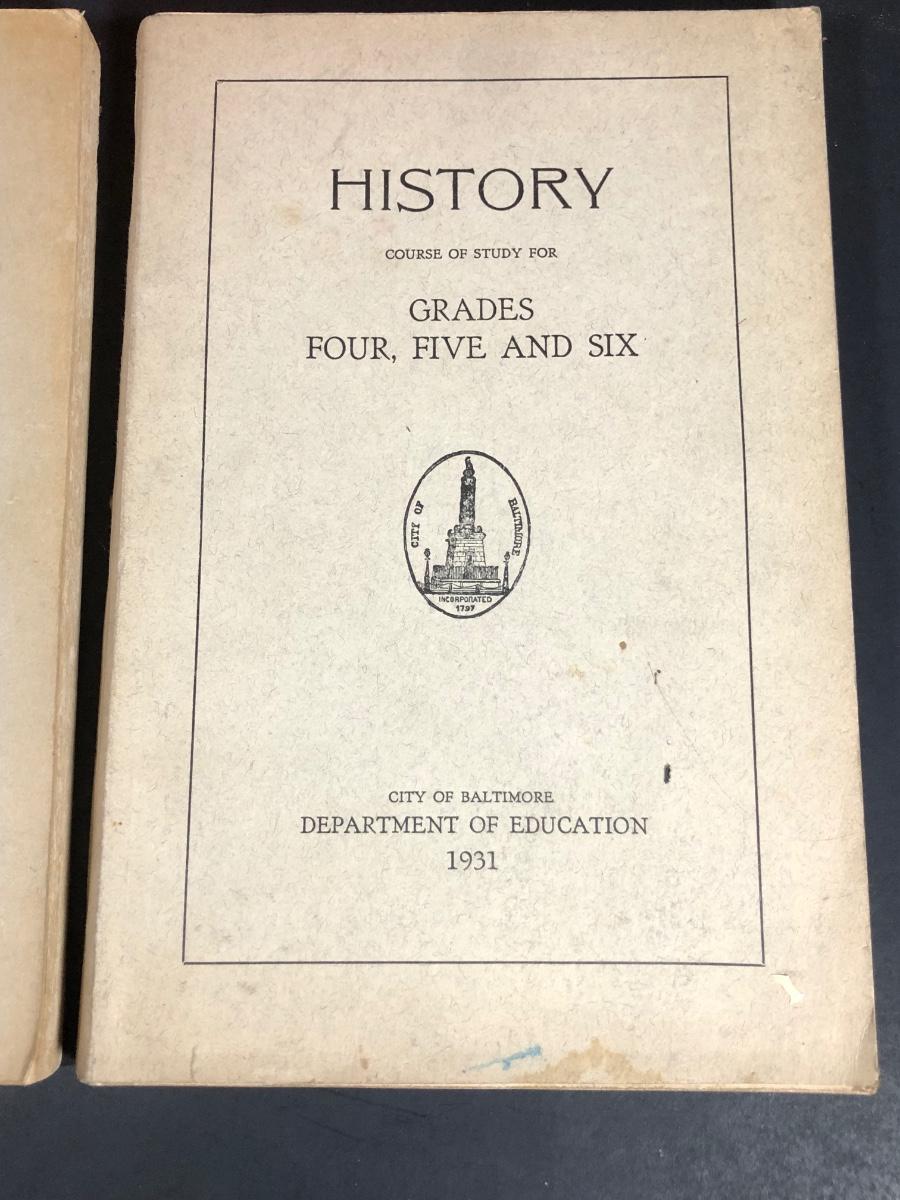 HISTORY
COURSE OF STUDY FOR
GRADES
FOUR, FIVE AND SIX
CITY OF BALTIMORE
INCORPORATED
1797
CITY OF BALTIMORE
DEPARTMENT OF EDUCATION
1931